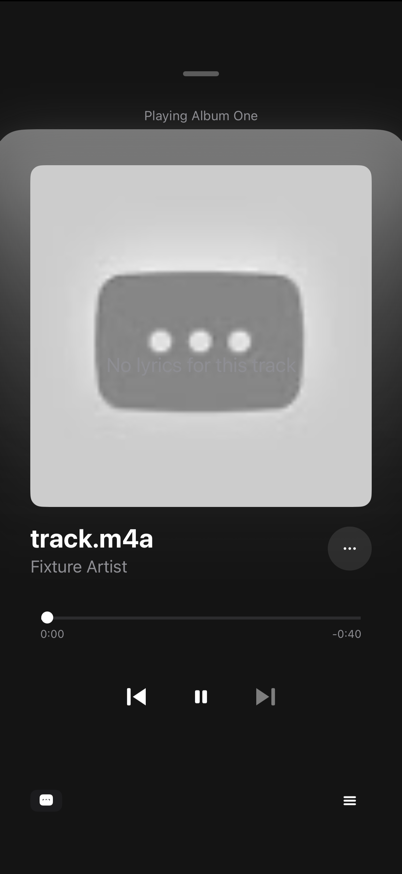 Playing Album One
No lyrics for this track
track.m4a
Fixture Artist
0:00
-0:40